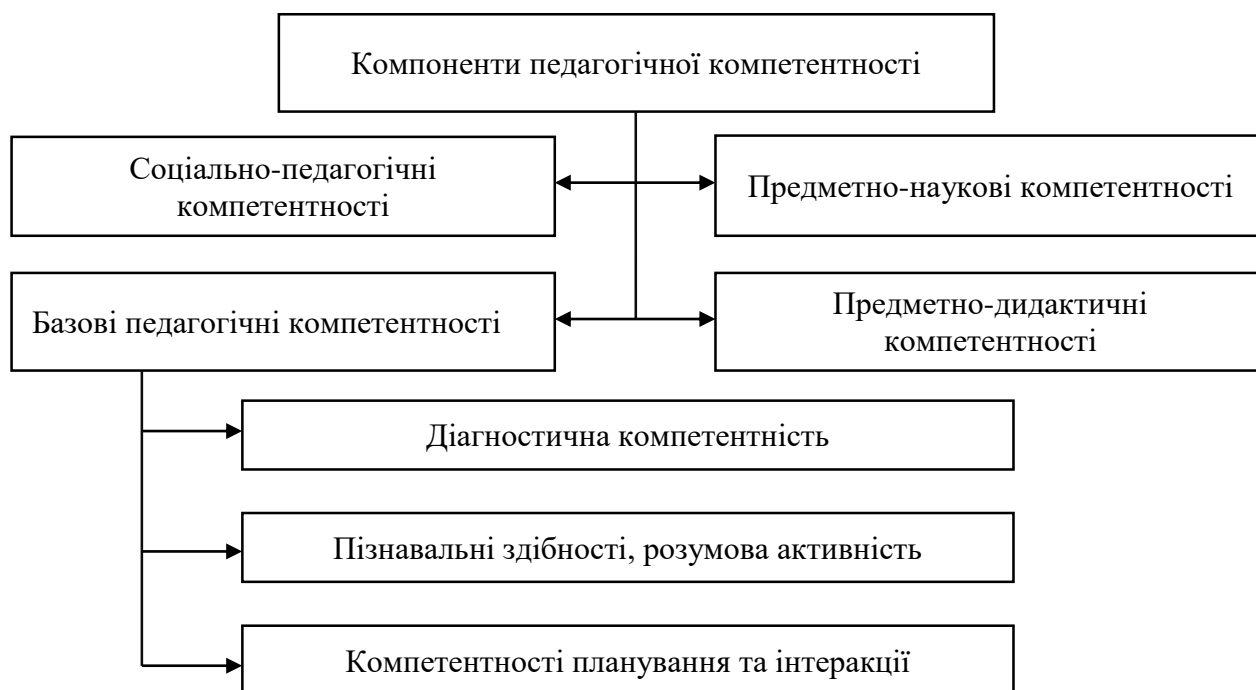 Компоненти педагогічної компетентності
Соціально-педагогічні
компетентності
Предметно-наукові компетентності
Базові педагогічні компетентності
Предметно-дидактичні
компетентності
Діагностична компетентність
Пізнавальні здібності, розумова активність
Компетентності планування та інтеракції